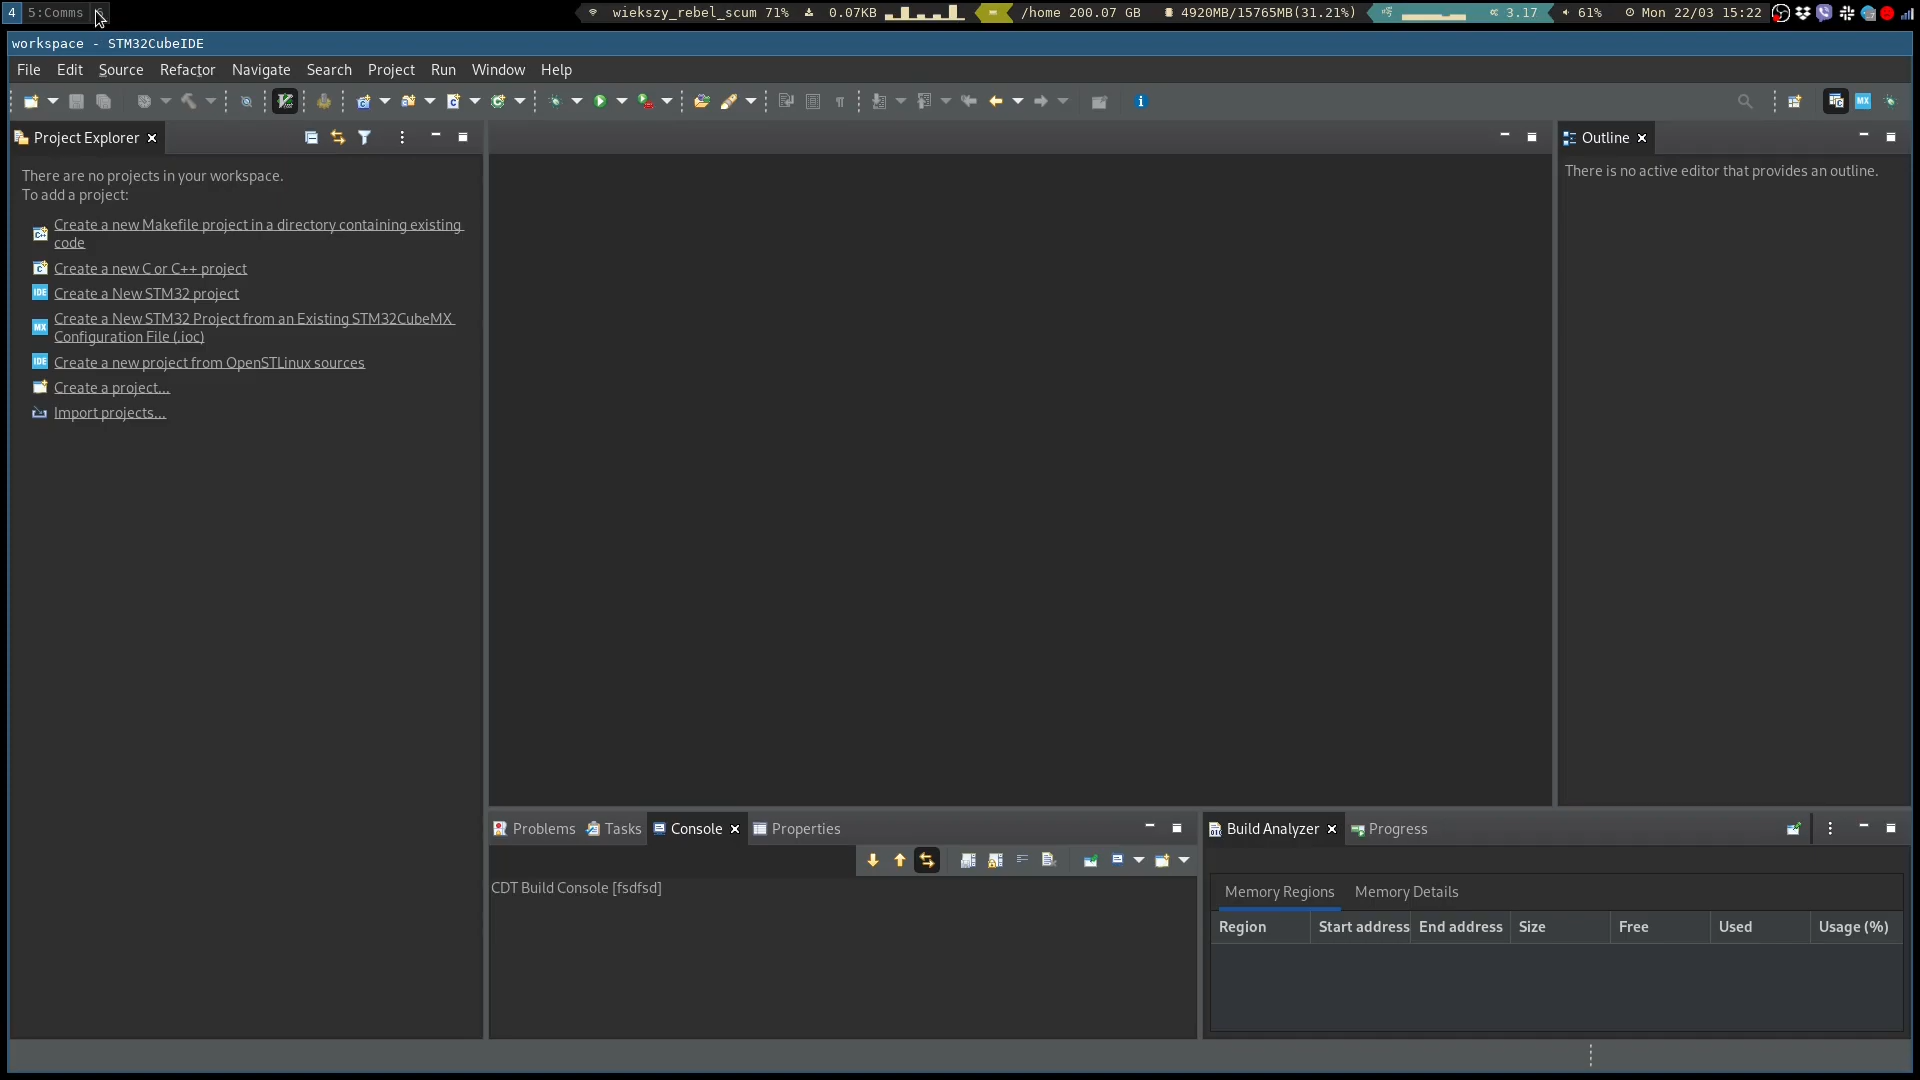 4 5:Comms
wiekszy_rebel_scum 71% 0.07KB /home 200.07 GB 4920MB/15765MB(31.21%) 3.17 61% Mon 22/03 15:22
workspace - STM32CubeIDE
File Edit Source Refactor Navigate Search Project Run Window Help
Project Explorer
There are no projects in your workspace.
To add a project:
Create a new Makefile project in a directory containing existing
code
Create a new C or C++ project
IDE Create a New STM32 project
MX Create a New STM32 Project from an Existing STM32CubeMX
Configuration File (.ioc)
IDE Create a new project from OpenSTLinux sources
Create a project...
Import projects...
MX
Outline
There is no active editor that provides an outline.
Problems Tasks Console Properties
CDT Build Console [fsdfsd]
Build Analyzer Progress
Memory Regions Memory Details
Region Start address End address Size Free Used Usage (%)